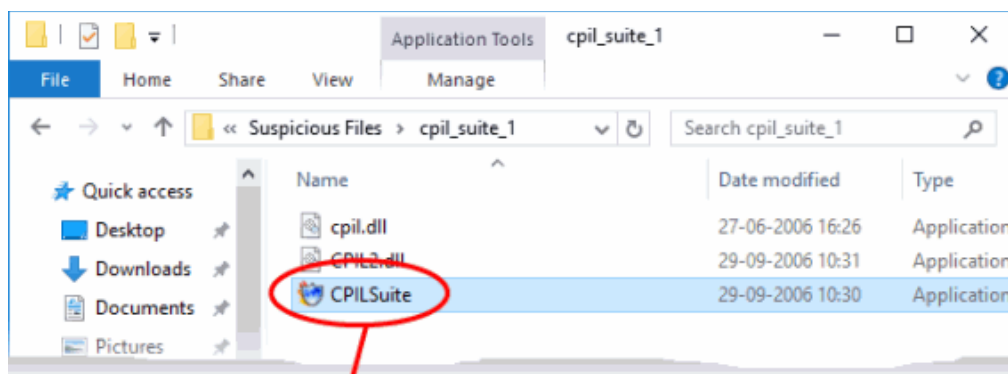 Application Tools cpil_suite_1
File Home Share View Manage
« Suspicious Files › cpil_suite_1 Search cpil_suite_1
Quick access
Desktop
Downloads
Documents
Pictures
Name Date modified Type
cpil.dll 27-06-2006 16:26 Application
CPIL2.dll 29-09-2006 10:31 Application
CPILSuite 29-09-2006 10:30 Application